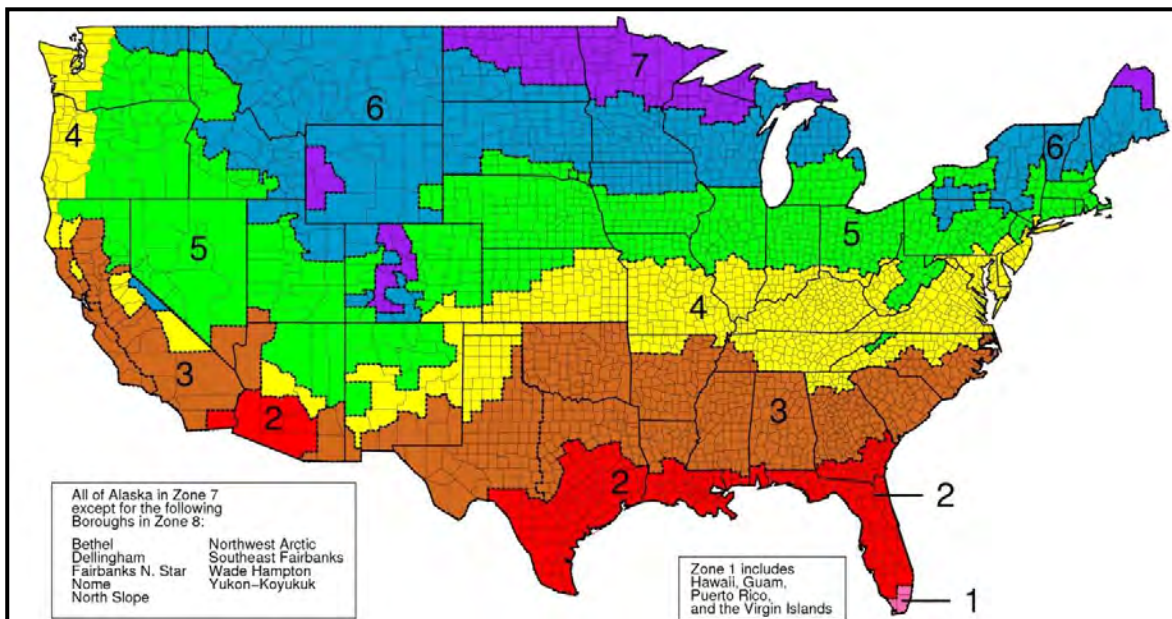 7
6
4
6
5
5
4
3
2
3
2
2
1
All of Alaska in Zone 7
except for the following
Boroughs in Zone 8:
Bethel Northwest Arctic
Dellingham Southeast Fairbanks
Fairbanks N. Star Wade Hampton
Nome Yukon–Koyukuk
North Slope
Zone 1 includes
Hawaii, Guam,
Puerto Rico,
and the Virgin Islands